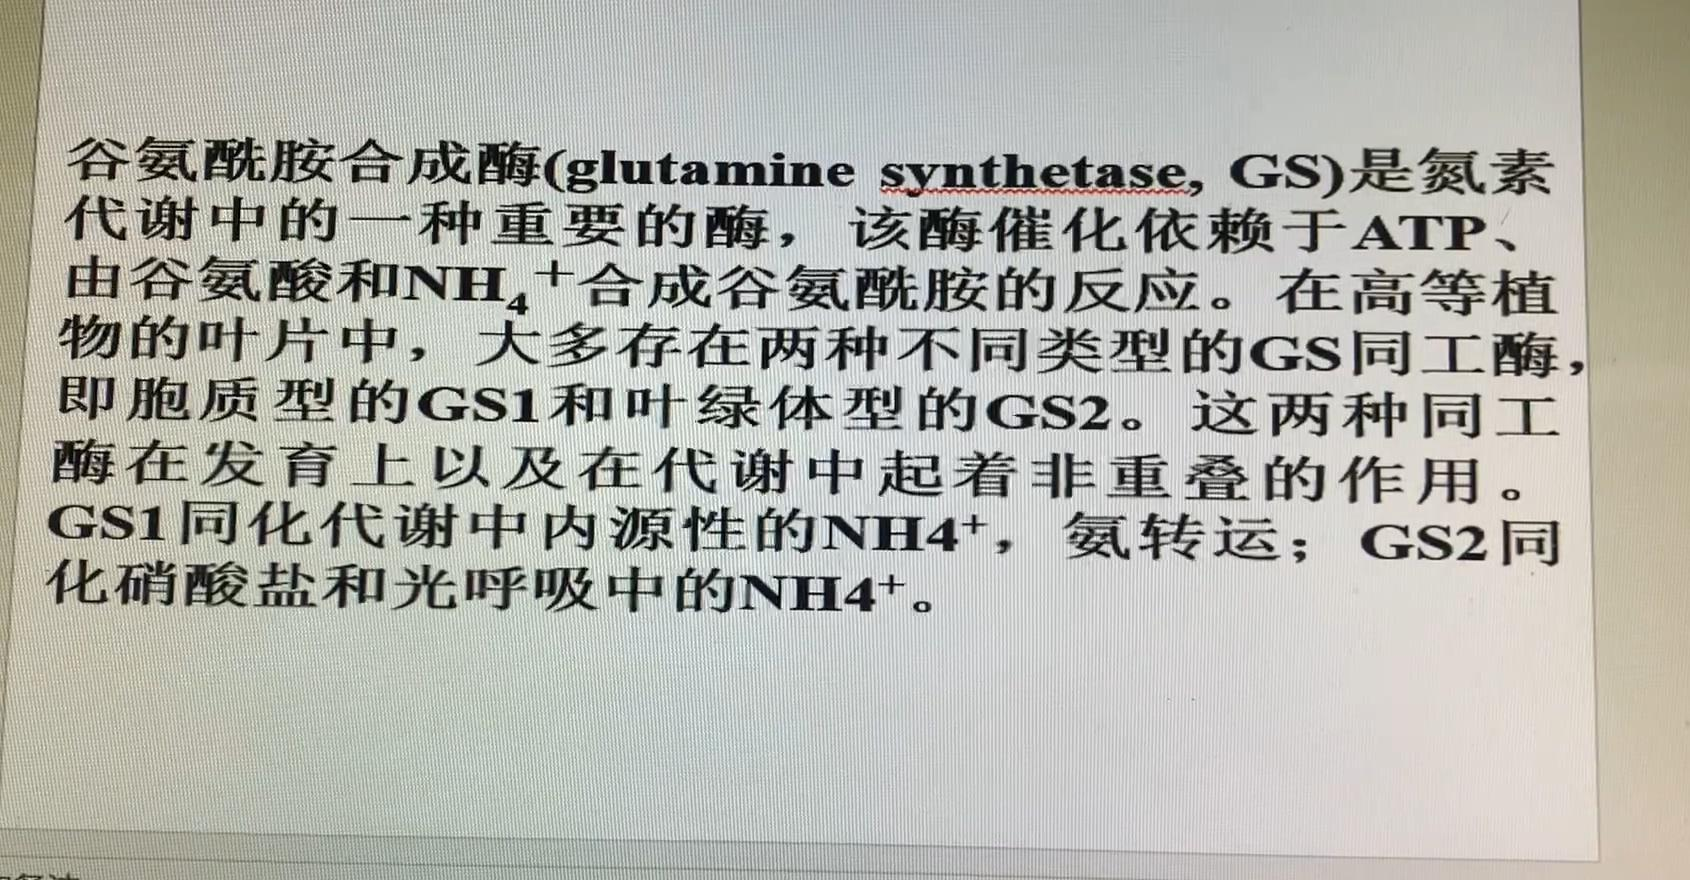 谷氨酰胺合成酶(glutamine synthetase, GS)是氮素
代谢中的一种重要的酶，该酶催化依赖于ATP、
由谷氨酸和NH₄⁺合成谷氨酰胺的反应。在高等植
物的叶片中，大多存在两种不同类型的GS同工酶，
即胞质型的GS1和叶绿体型的GS2。这两种同工
酶在发育上以及在代谢中起着非重叠的作用。
GS1同化代谢中内源性的NH4⁺，氨转运；GS2同
化硝酸盐和光呼吸中的NH4⁺。